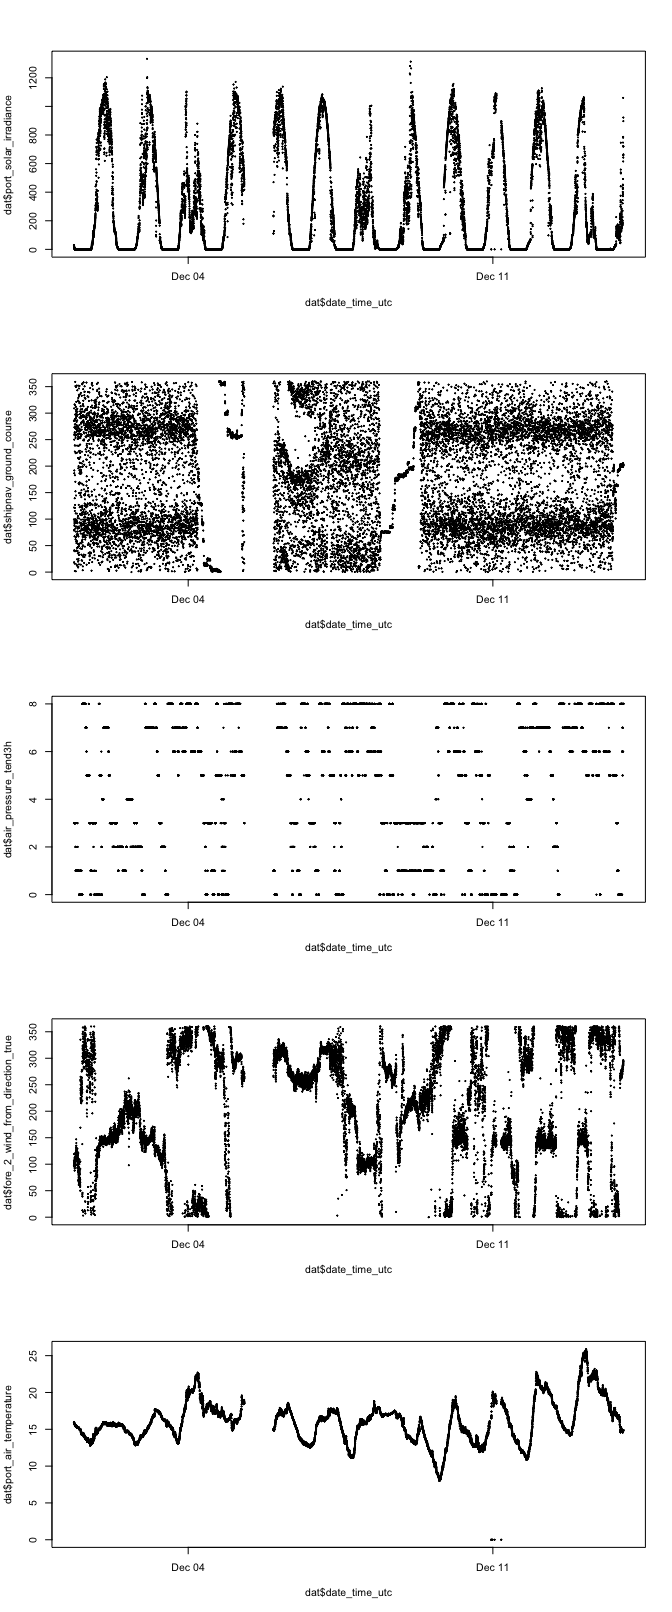 dat$port_solar_irradiance
0 200 400 600 800 1200
Dec 04 Dec 11
dat$date_time_utc
dat$shipnav_ground_course
0 50 100 150 200 250 300 350
Dec 04 Dec 11
dat$date_time_utc
dat$air_pressure_tend3h
0 2 4 6 8
Dec 04 Dec 11
dat$date_time_utc
dat$fore_2_wind_from_direction_true
0 50 100 150 200 250 300 350
Dec 04 Dec 11
dat$date_time_utc
dat$port_air_temperature
0 5 10 15 20 25
Dec 04 Dec 11
dat$date_time_utc